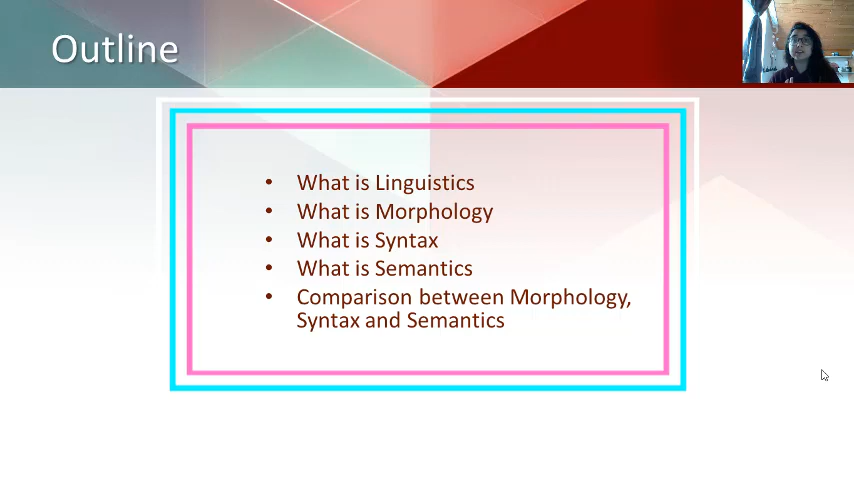 Outline
• What is Linguistics
• What is Morphology
• What is Syntax
• What is Semantics
• Comparison between Morphology,
Syntax and Semantics